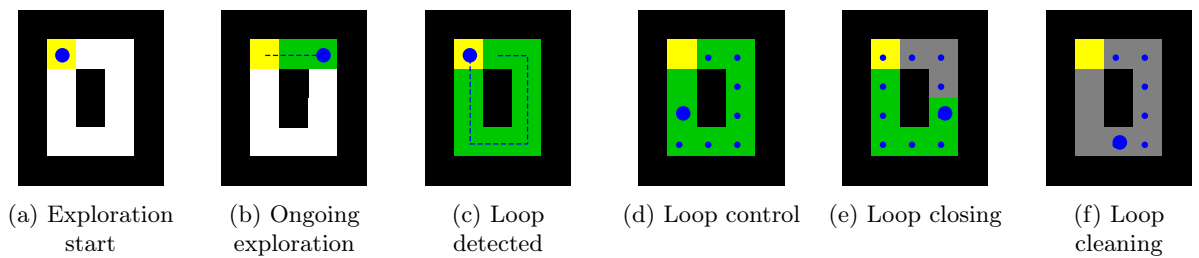 (a) Exploration
start
(b) Ongoing
exploration
(c) Loop
detected
(d) Loop control
(e) Loop closing
(f) Loop
cleaning